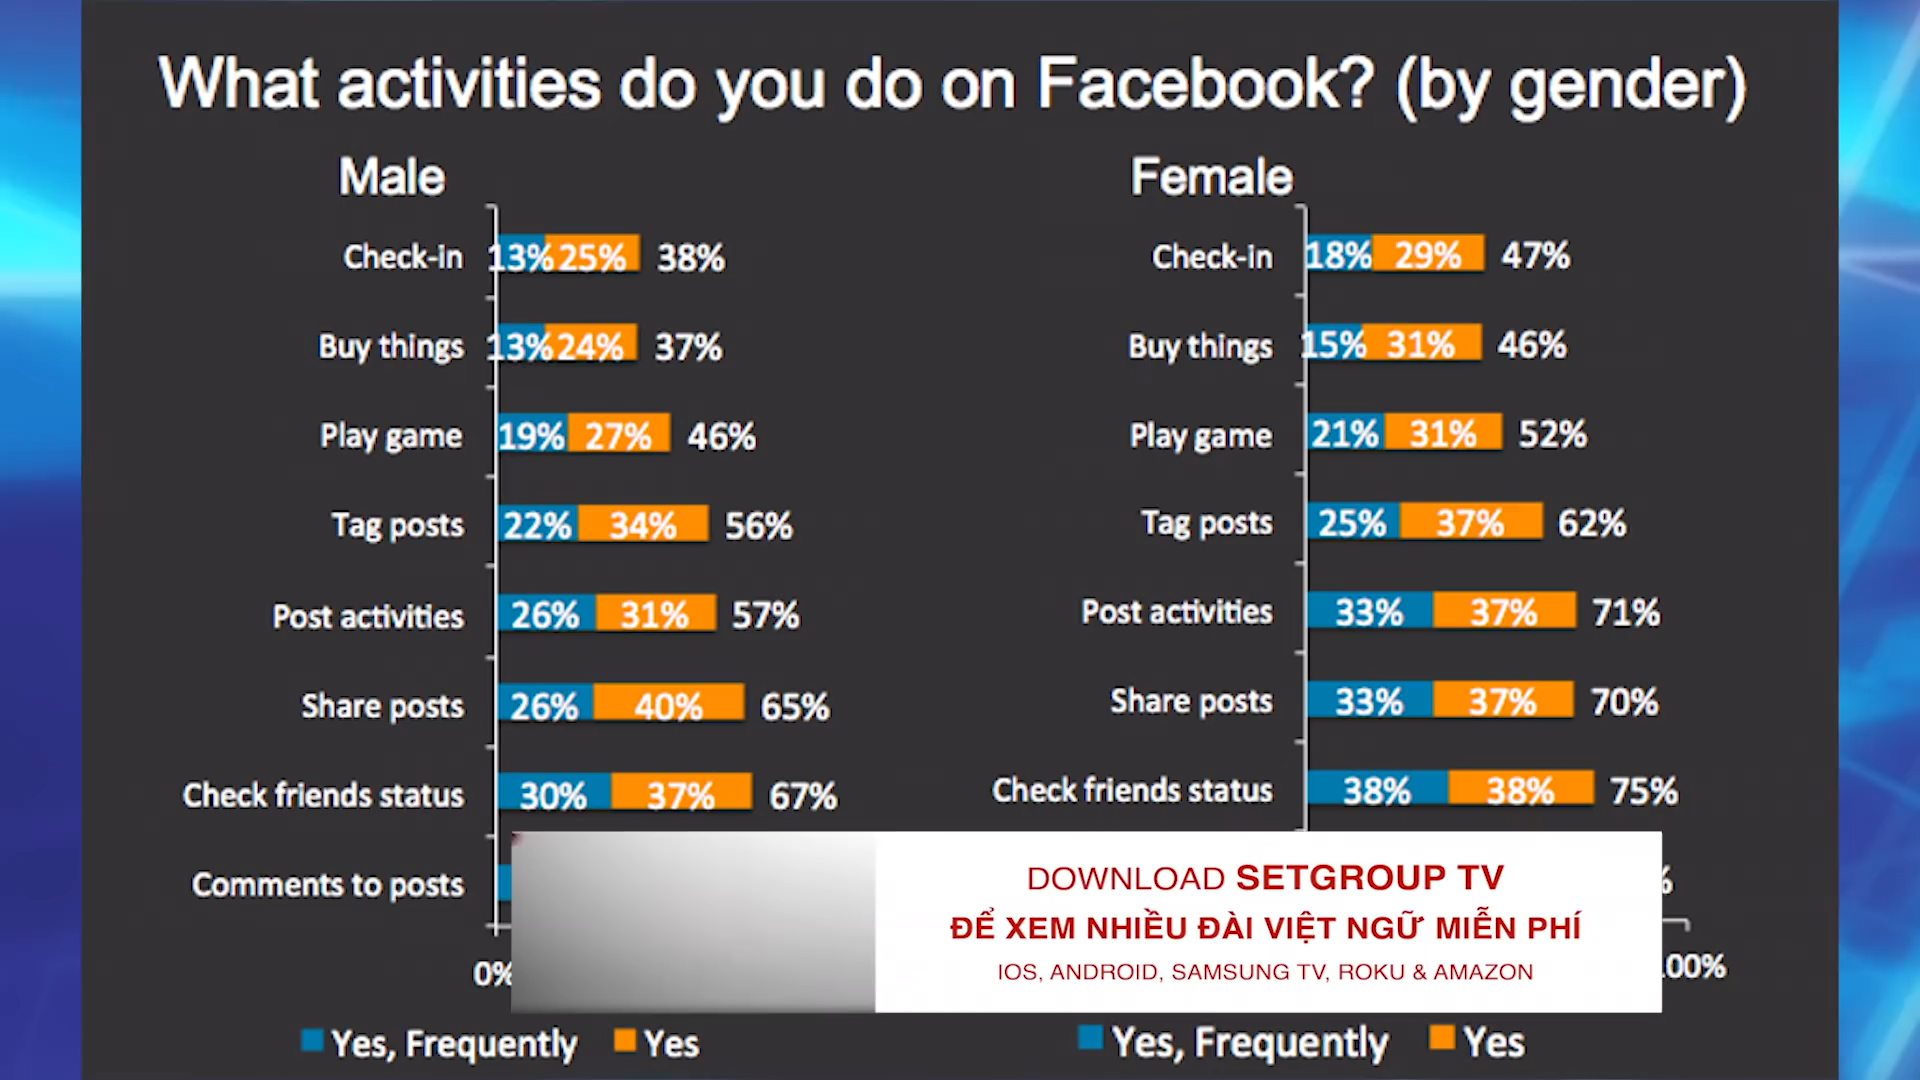 What activities do you do on Facebook? (by gender)
Male
Check-in 13% 25% 38%
Buy things 13% 24% 37%
Play game 19% 27% 46%
Tag posts 22% 34% 56%
Post activities 26% 31% 57%
Share posts 26% 40% 65%
Check friends status 30% 37% 67%
Comments to posts
0%
Yes, Frequently Yes
Female
Check-in 18% 29% 47%
Buy things 15% 31% 46%
Play game 21% 31% 52%
Tag posts 25% 37% 62%
Post activities 33% 37% 71%
Share posts 33% 37% 70%
Check friends status 38% 38% 75%
Yes, Frequently Yes
DOWNLOAD SETGROUP TV
ĐỂ XEM NHIỀU ĐÀI VIỆT NGỮ MIỄN PHÍ
IOS, ANDROID, SAMSUNG TV, ROKU & AMAZON